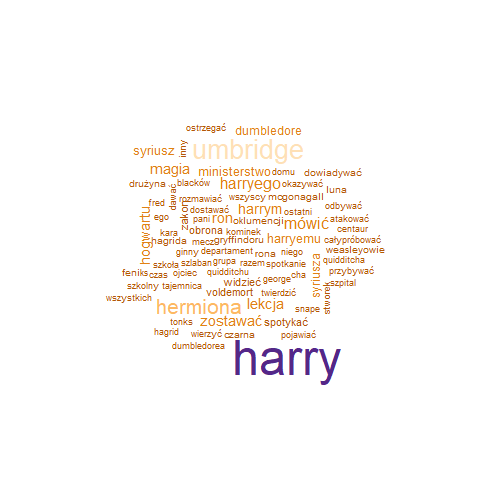 ostrzegać
dumbledore
umbridge
inny
syriusz
magia
ministerstwo
domu
dowiadywać
drużyna
blacków
harryego
okazywać
luna
dawać
rozmawiać
wszyscy
mcgonagall
fred
zakon
dostawać
harrym
ostatni
odbywać
ego
pani
ron
oklumencji
mówić
atakować
hogwartu
kara
obrona
kominek
centaur
hagrida
mecz
gryffindoru
harryemu
cały
próbować
ginny
departament
rona
niego
weasleyowie
szkoła
szlaban
grupa
razem
spotkanie
quidditcha
feniks
czas
ojciec
quidditchu
cha
przybywać
szkolny
tajemnica
widzieć
george
syriusza
szpital
wszystkich
voldemort
twierdzić
stworek
hermiona
lekcja
snape
tonks
zostawać
spotykać
hagrid
wierzyć
czarna
pojawiać
dumbledorea
harry